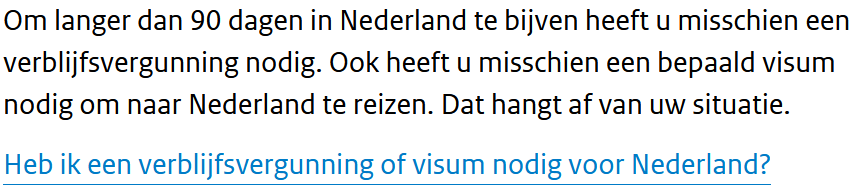 Om langer dan 90 dagen in Nederland te bijven heeft u misschien een
verblijfsvergunning nodig. Ook heeft u misschien een bepaald visum
nodig om naar Nederland te reizen. Dat hangt af van uw situatie.
Heb ik een verblijfsvergunning of visum nodig voor Nederland?